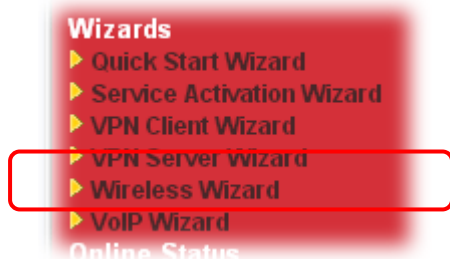 Wizards
Quick Start Wizard
Service Activation Wizard
VPN Client Wizard
VPN Server Wizard
Wireless Wizard
VoIP Wizard
Online Status